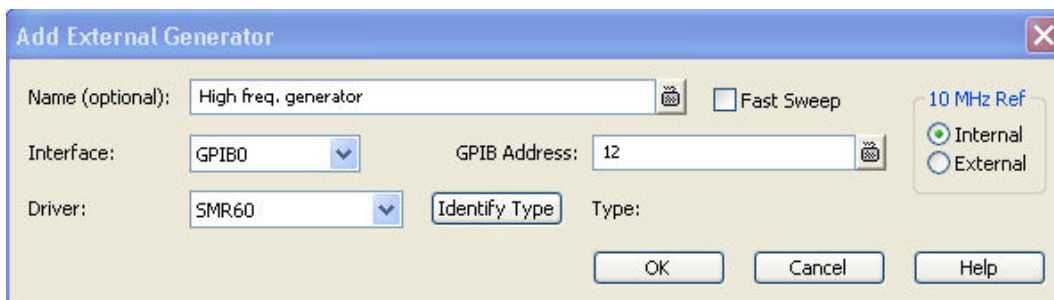 Add External Generator
Name (optional): High freq. generator Fast Sweep 10 MHz Ref
Internal
Interface: GPIB0 GPIB Address: 12 External
Driver: SMR60 Identify Type Type:
OK Cancel Help